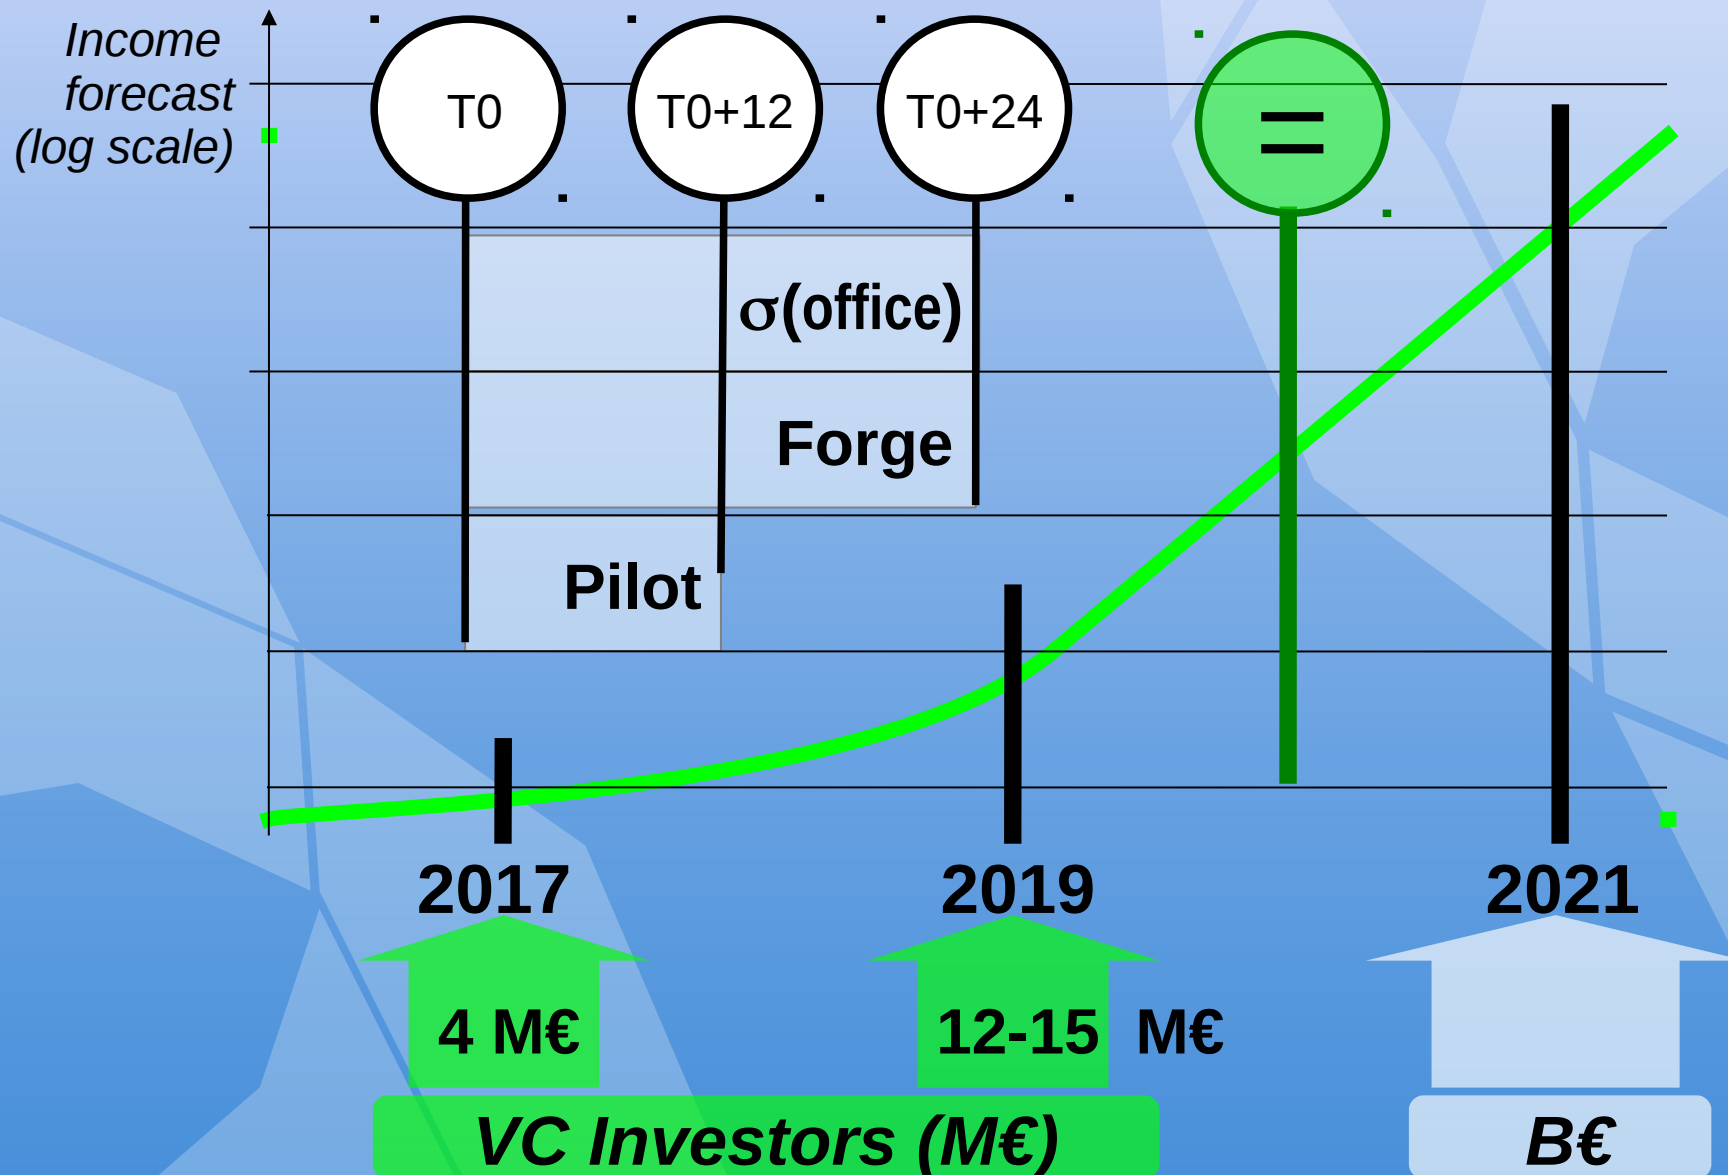 Income
forecast
(log scale)
T0
T0+12
T0+24
=
σ(office)
Forge
Pilot
2017
2019
2021
4 M€
12-15 M€
VC Investors (M€)
B€